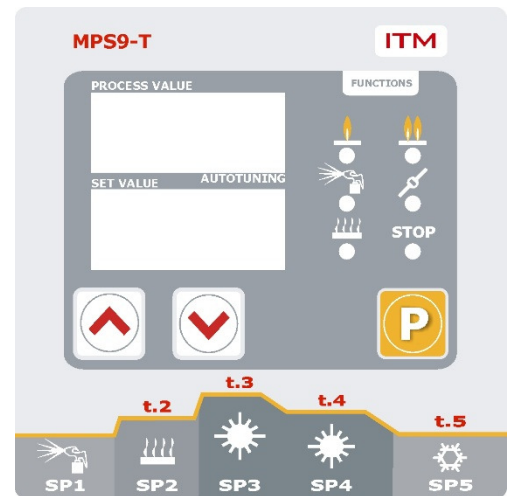 MPS9-T
ITM
PROCESS VALUE
FUNCTIONS
SET VALUE AUTOTUNING
STOP
P
t.2
t.3
t.4
t.5
SP1
SP2
SP3
SP4
SP5